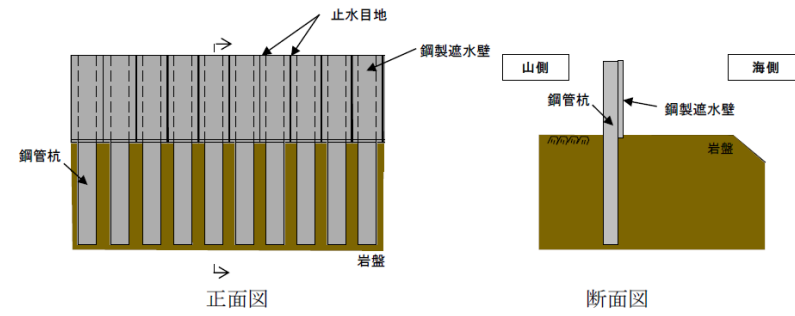 止水目地
鋼製遮水壁
鋼管杭
岩盤
正面図
山側
海側
鋼管杭
鋼製遮水壁
岩盤
断面図